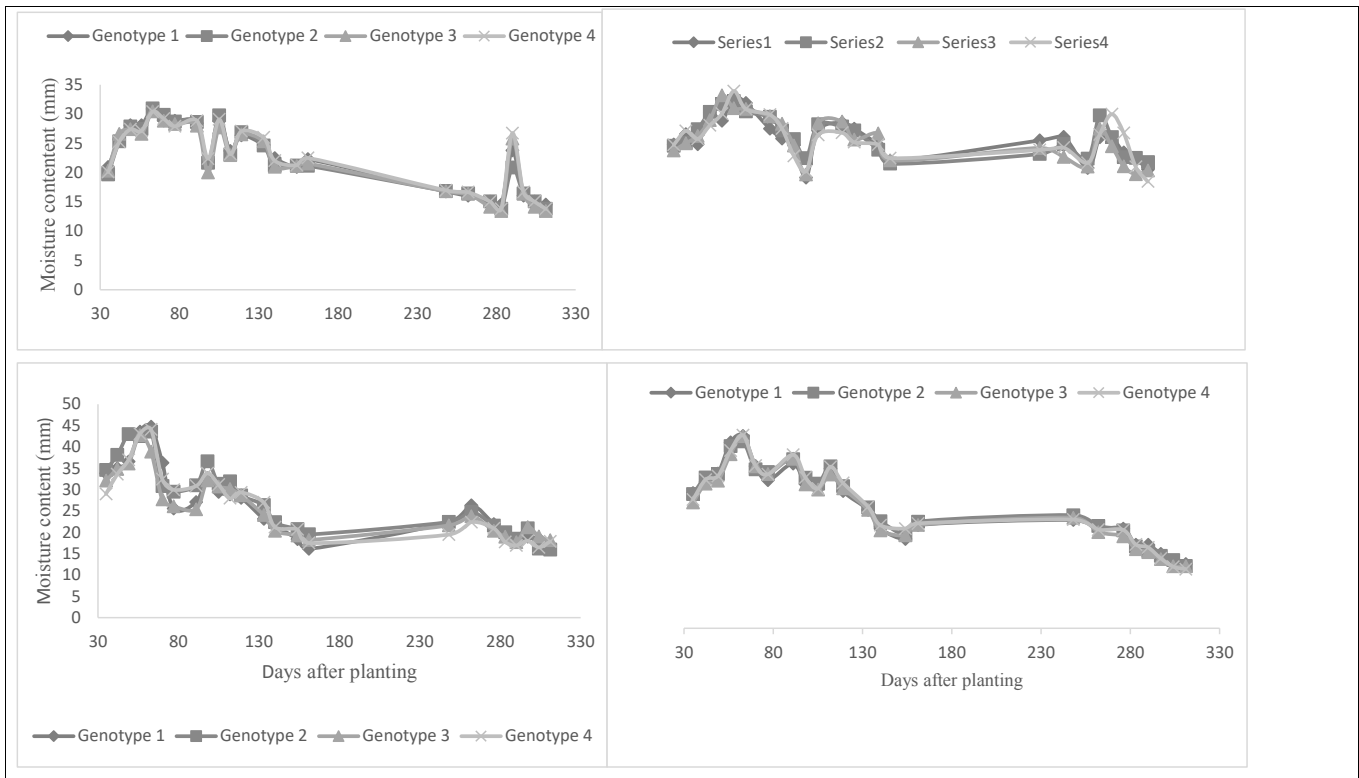 Genotype 1 Genotype 2 Genotype 3 Genotype 4
Moisture contentent (mm)
35
30
25
20
15
10
5
0
30 80 130 180 230 280 330
Series1 Series2 Series3 Series4
50
45
40
35
30
25
20
15
10
5
0
Moisture content (mm)
30 80 130 180 230 280 330
Days after planting
Genotype 1 Genotype 2 Genotype 3 Genotype 4
Genotype 1 Genotype 2 Genotype 3 Genotype 4
30 80 130 180 230 280 330
Days after planting